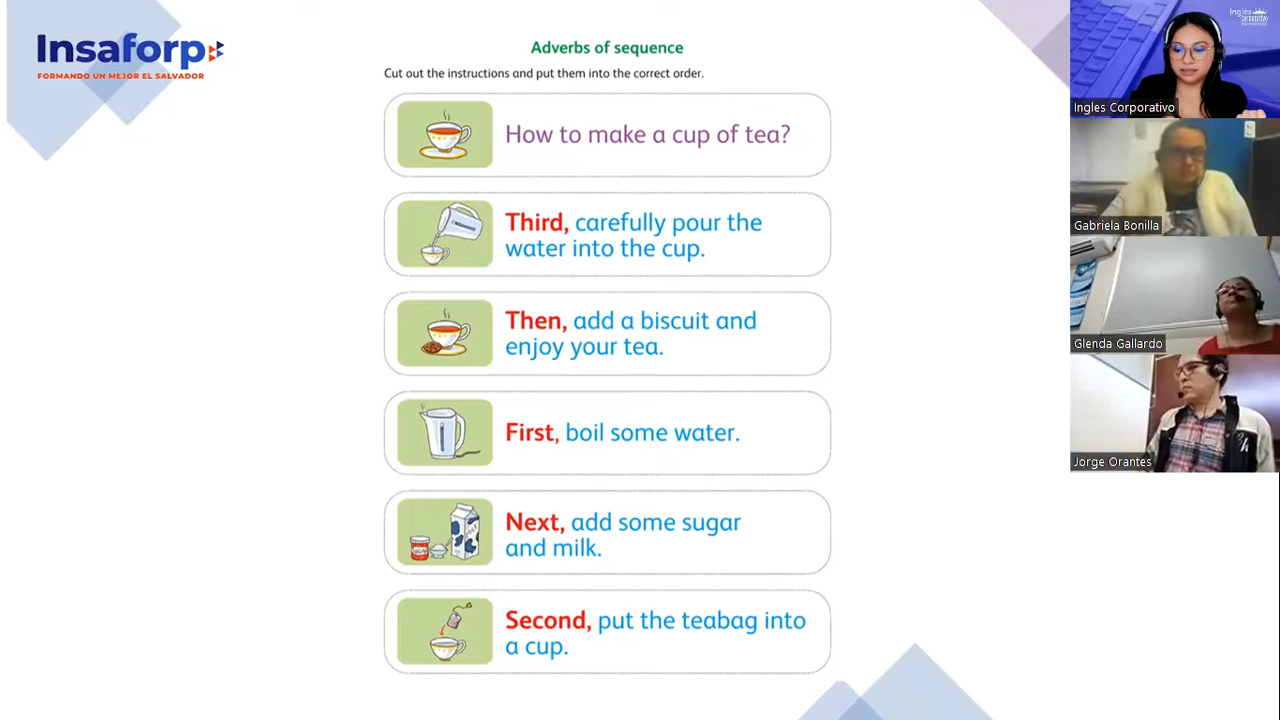 Insaforp
FORMANDO UN MEJOR EL SALVADOR
Adverbs of sequence
Cut out the instructions and put them into the correct order.
How to make a cup of tea?
Third, carefully pour the
water into the cup.
Then, add a biscuit and
enjoy your tea.
First, boil some water.
Next, add some sugar
and milk.
Second, put the teabag into
a cup.
Ingles Corporativo
Gabriela Bonilla
Glenda Gallardo
Jorge Orantes